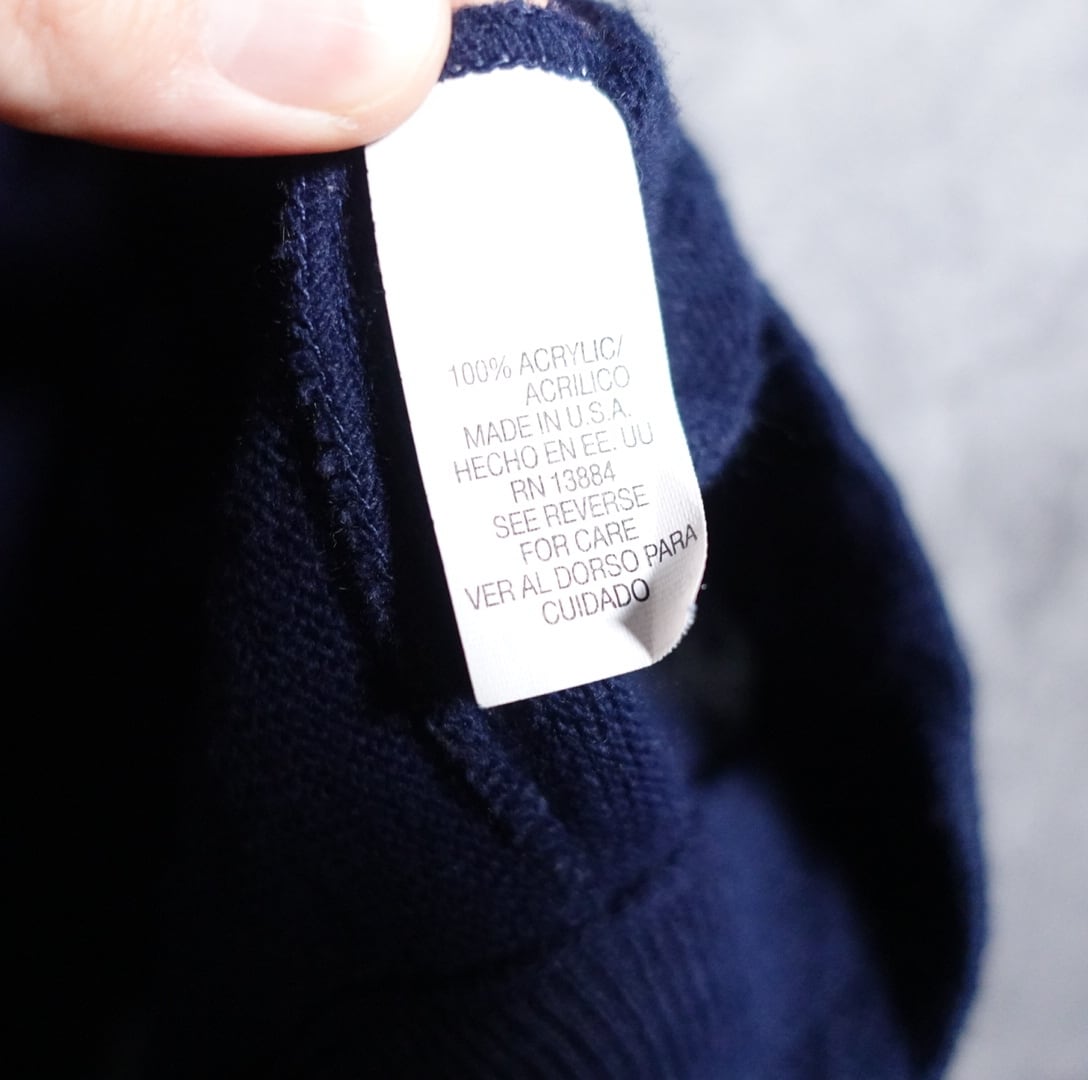 100% ACRYLIC/
ACRILICO
MADE IN U.S.A.
HECHO EN EE. UU
RN 13884
SEE REVERSE
FOR CARE
VER AL DORSO PARA
CUIDADO